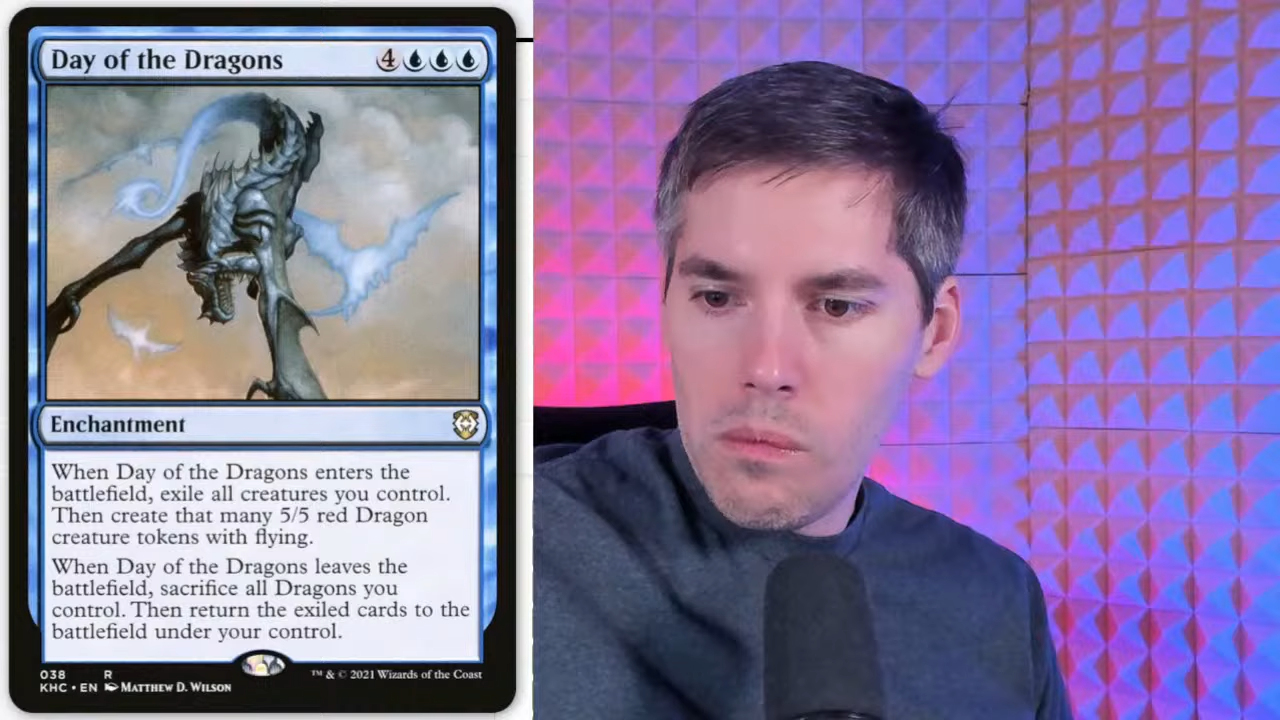 Day of the Dragons 4
Enchantment
When Day of the Dragons enters the
battlefield, exile all creatures you control.
Then create that many 5/5 red Dragon
creature tokens with flying.
When Day of the Dragons leaves the
battlefield, sacrifice all Dragons you
control. Then return the exiled cards to the
battlefield under your control.
038 R
KHC • EN MATTHEW D. WILSON
™ & © 2021 Wizards of the Coast